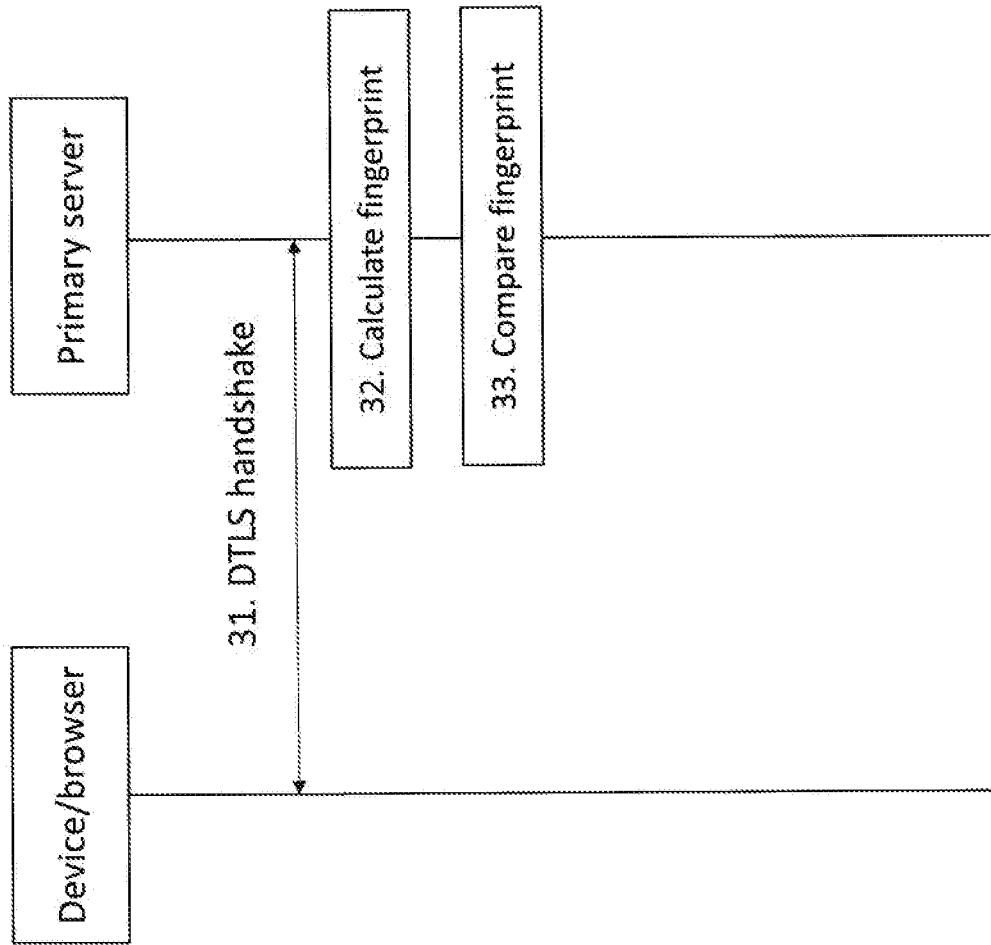 Device/browser
Primary server
31. DTLS handshake
32. Calculate fingerprint
33. Compare fingerprint